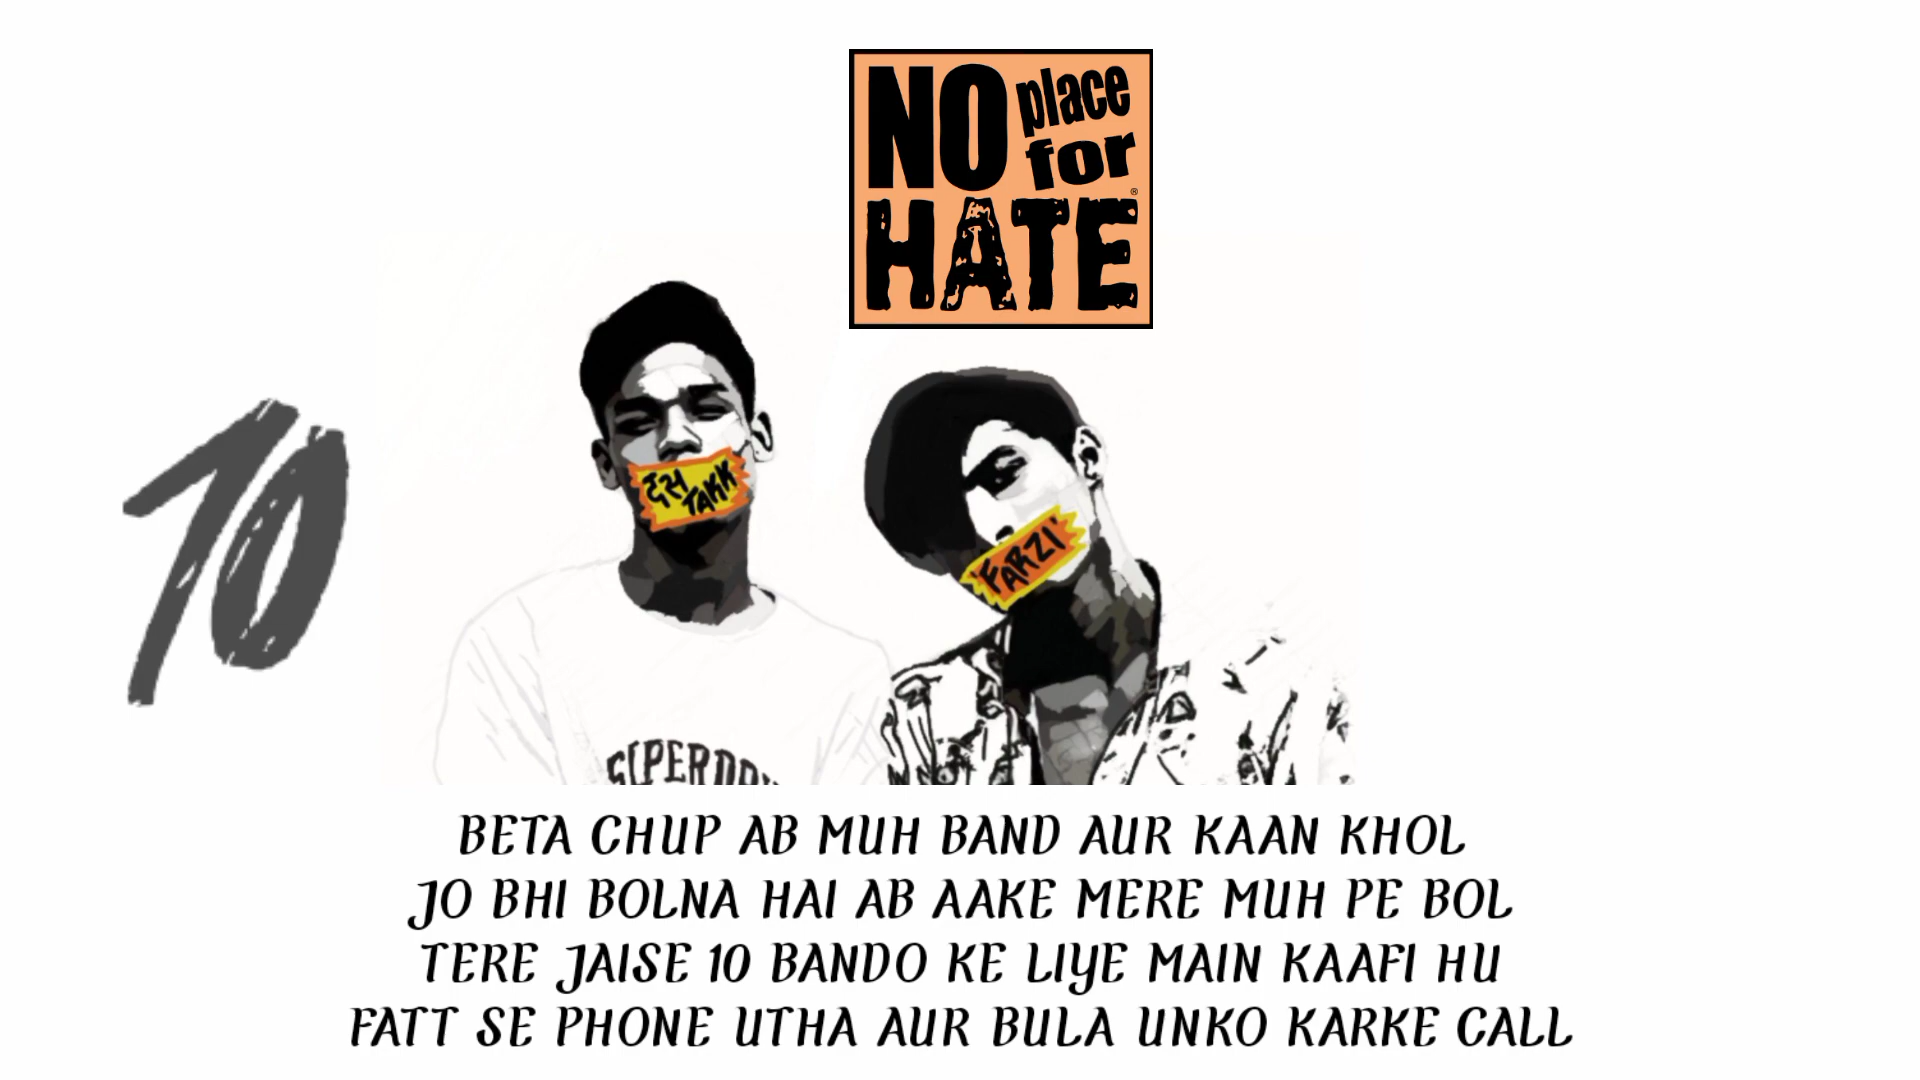 NO place
for
HATE
®
10
दस
TAKK
'FARZI'
BETA CHUP AB MUH BAND AUR KAAN KHOL
JO BHI BOLNA HAI AB AAKE MERE MUH PE BOL
TERE JAISE 10 BANDO KE LIYE MAIN KAAFI HU
FATT SE PHONE UTHA AUR BULA UNKO KARKE CALL